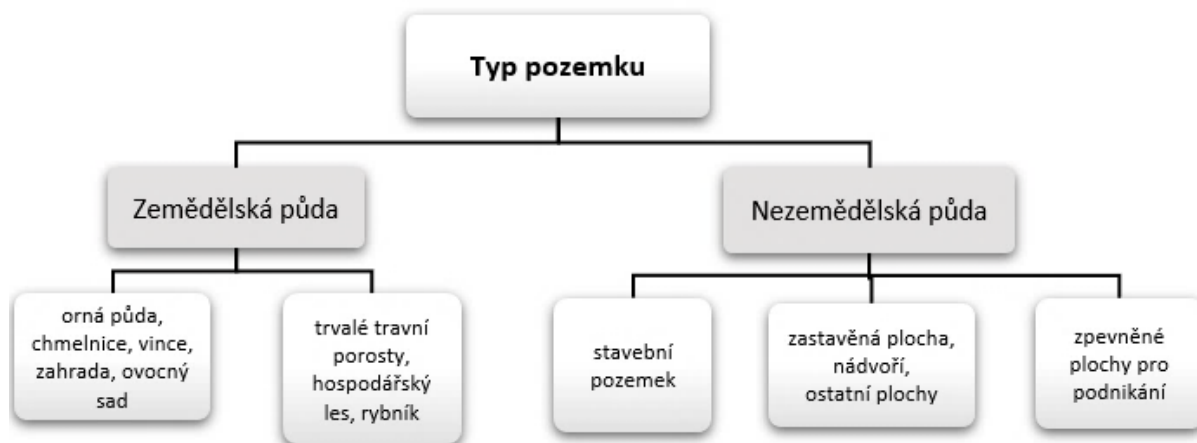 Typ pozemku
Zemědělská půda
Nezemědělská půda
orná půda,
chmelnice, vince,
zahrada, ovocný
sad
trvalé travní
porosty,
hospodářský
les, rybník
stavební
pozemek
zastavěná plocha,
nádvoří,
ostatní plochy
zpevněné
plochy pro
podnikání